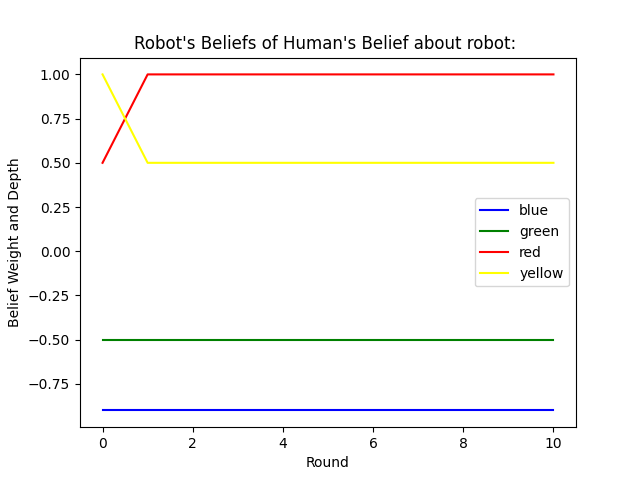 Robot's Beliefs of Human's Belief about robot:
Belief Weight and Depth
1.00
0.75
0.50
0.25
0.00
−0.25
−0.50
−0.75
blue
green
red
yellow
0 2 4 6 8 10
Round